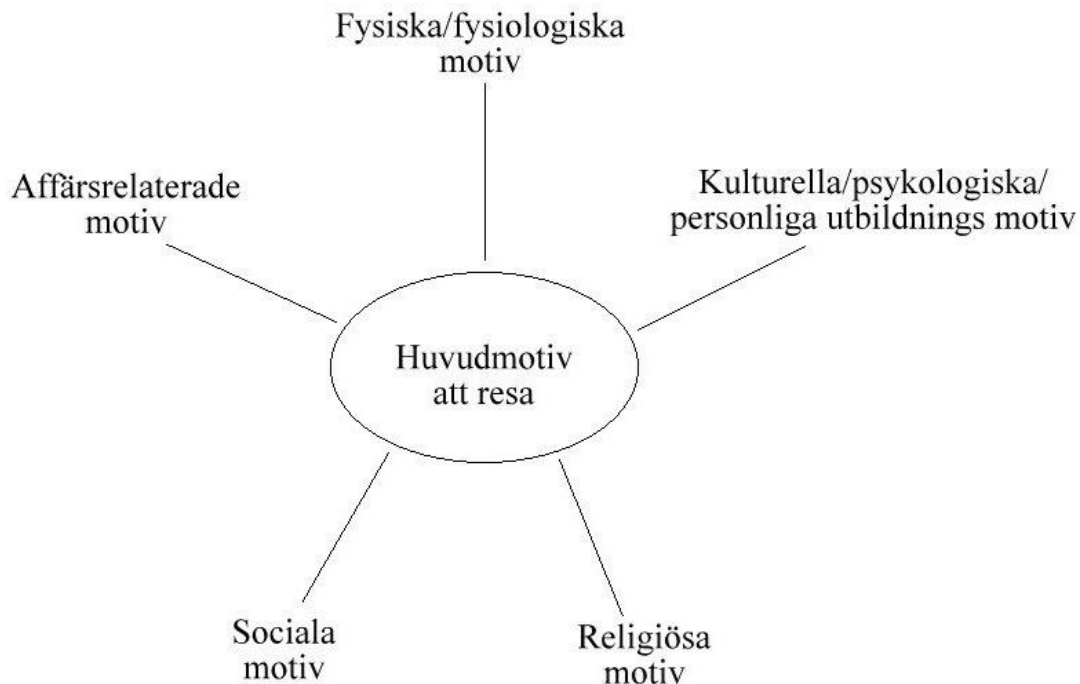 Fysiska/fysiologiska
motiv
Affärsrelaterade
motiv
Kulturella/psykologiska/
personliga utbildnings motiv
Huvudmotiv
att resa
Sociala
motiv
Religiösa
motiv